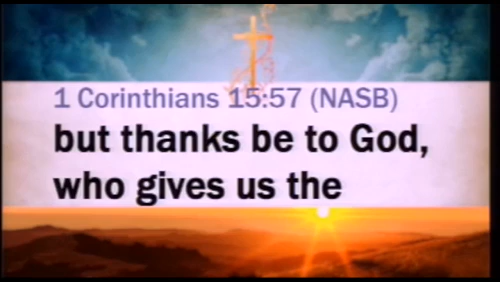 1 Corinthians 15:57 (NASB)
but thanks be to God,
who gives us the